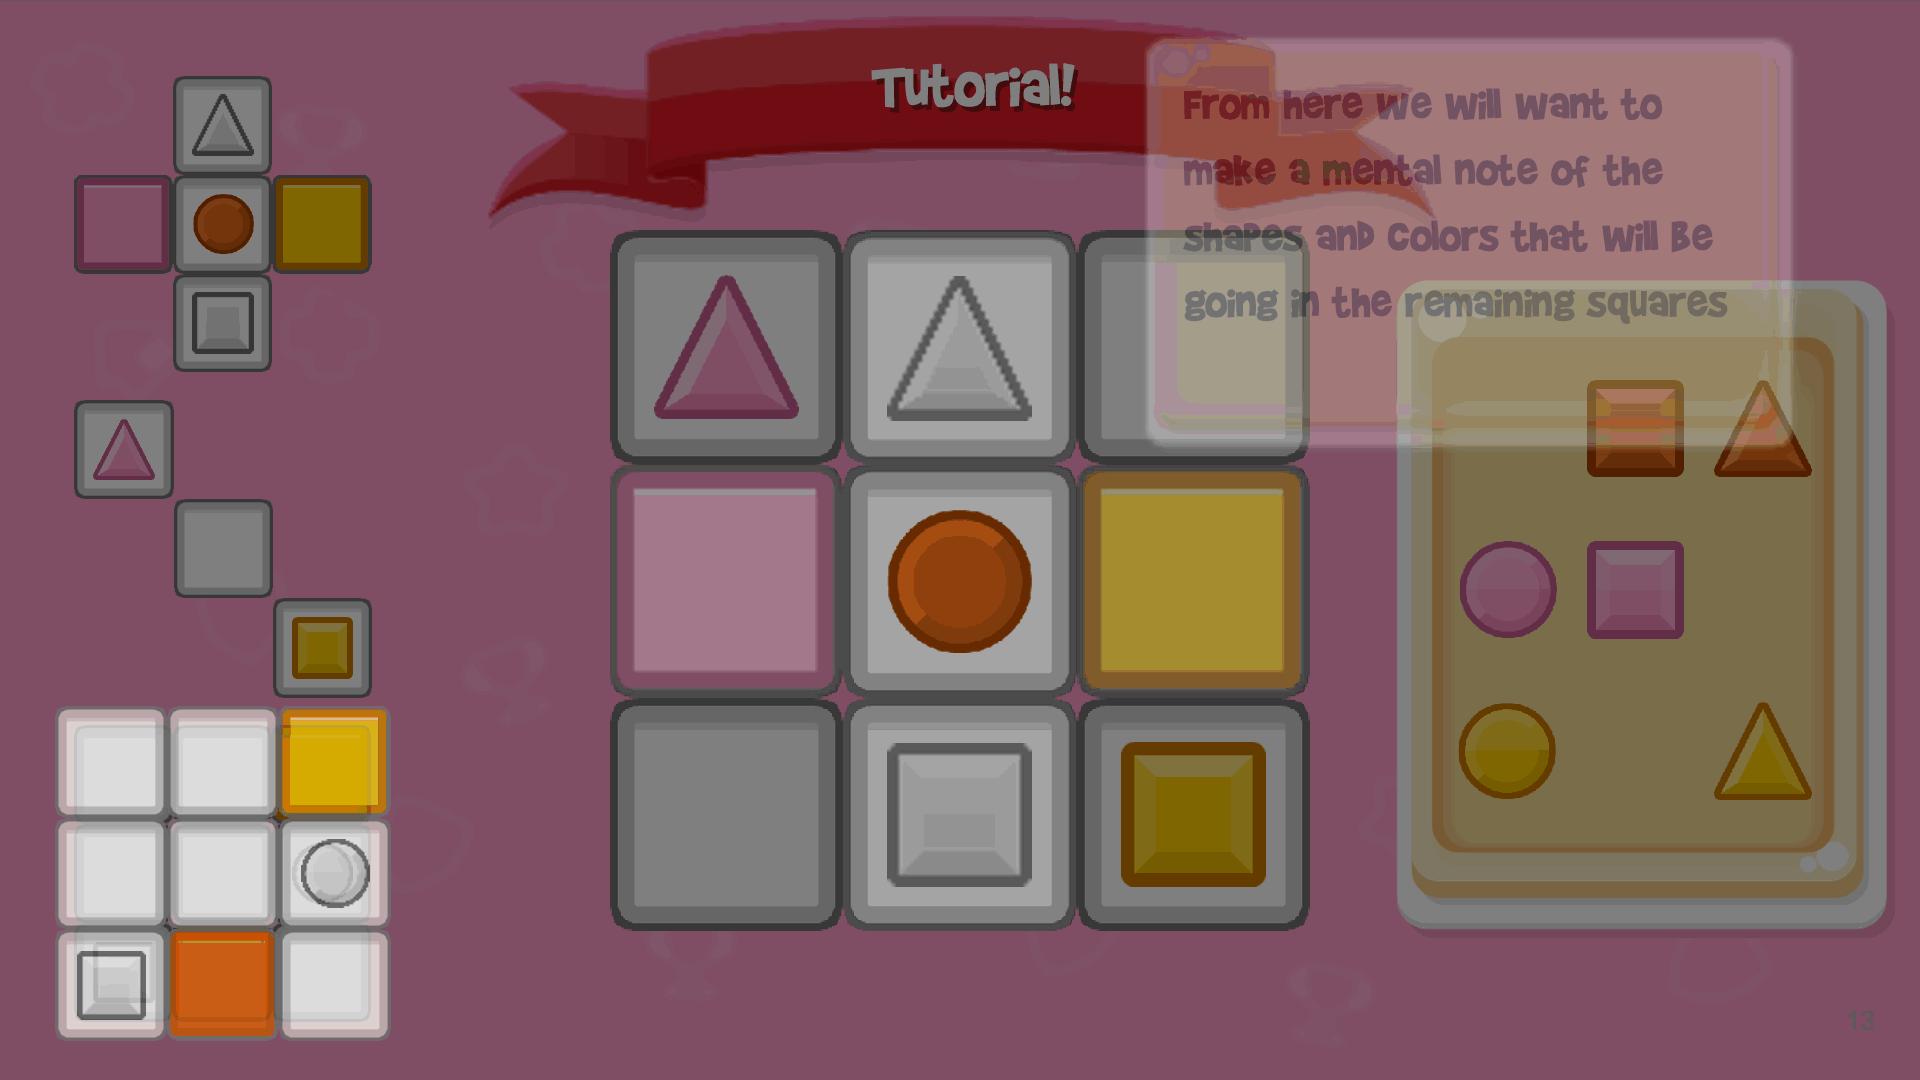 Tutorial!
From here we will want to
make a mental note of the
shapes and colors that will be
going in the remaining squares
13